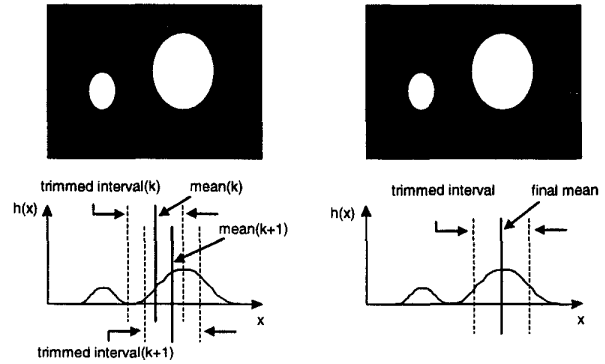 trimmed interval(k)
mean(k)
h(x)
mean(k+1)
x
trimmed interval(k+1)
trimmed interval
final mean
h(x)
x